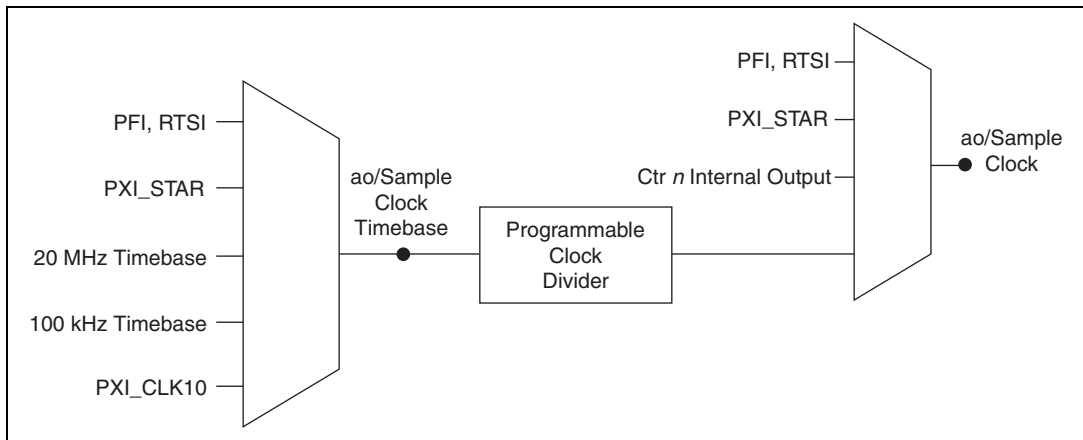 PFI, RTSI
PXI_STAR
20 MHz Timebase
100 kHz Timebase
PXI_CLK10
ao/Sample
Clock
Timebase
Programmable
Clock
Divider
PFI, RTSI
PXI_STAR
Ctr n Internal Output
ao/Sample
Clock